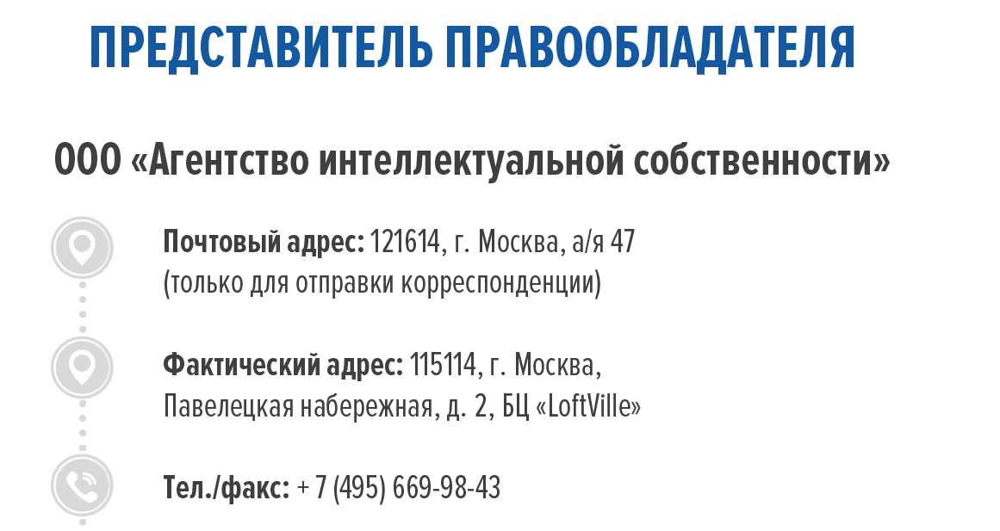 ПРЕДСТАВИТЕЛЬ ПРАВООБЛАДАТЕЛЯ
ООО «Агентство интеллектуальной собственности»
Почтовый адрес: 121614, г. Москва, а/я 47
(только для отправки корреспонденции)
Фактический адрес: 115114, г. Москва,
Павелецкая набережная, д. 2, БЦ «LoftVille»
Тел./факс: + 7 (495) 669-98-43